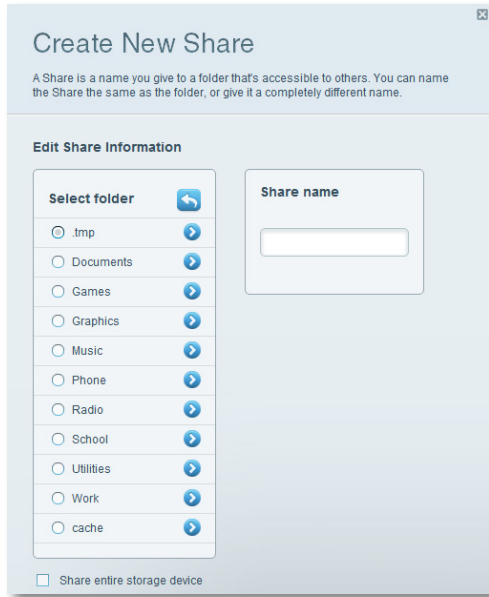 Create New Share
A Share is a name you give to a folder that's accessible to others. You can name
the Share the same as the folder, or give it a completely different name.
Edit Share Information
Select folder
.tmp
Documents
Games
Graphics
Music
Phone
Radio
School
Utilities
Work
cache
Share name
Share entire storage device